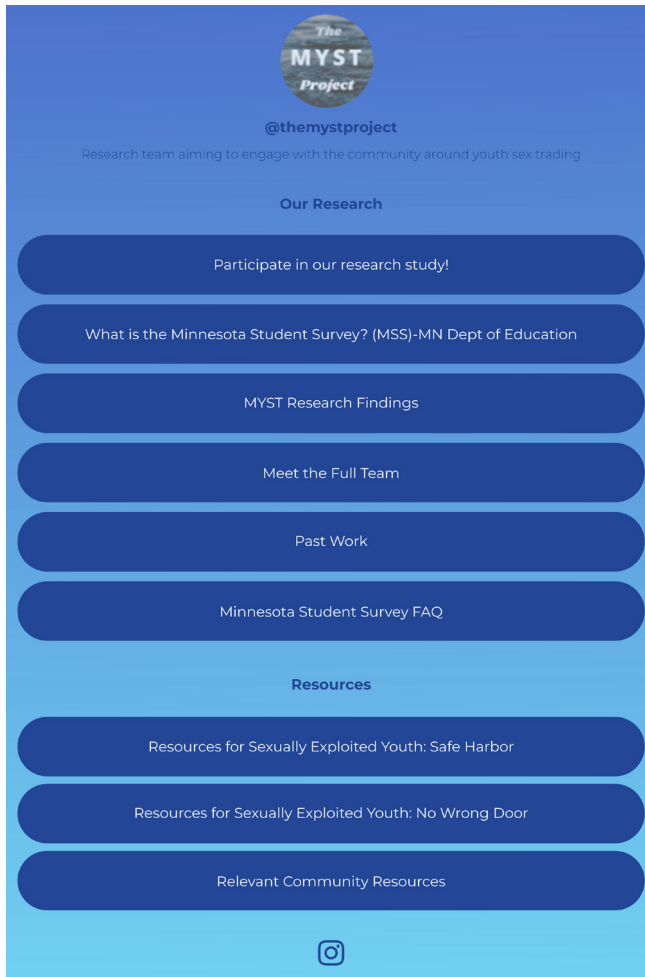 The
MYST
Project
@themystproject
Research team aiming to engage with the community around youth sex trading
Our Research
Participate in our research study!
What is the Minnesota Student Survey? (MSS)-MN Dept of Education
MYST Research Findings
Meet the Full Team
Past Work
Minnesota Student Survey FAQ
Resources
Resources for Sexually Exploited Youth: Safe Harbor
Resources for Sexually Exploited Youth: No Wrong Door
Relevant Community Resources